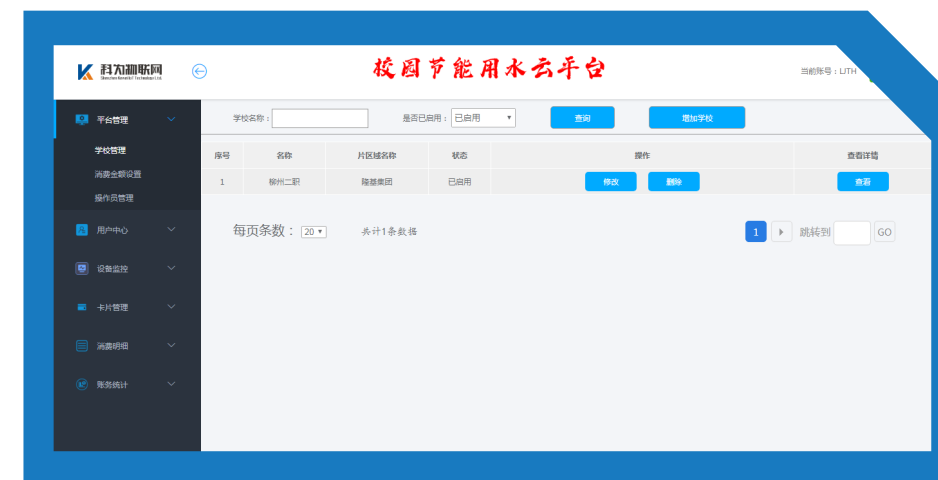 科为物联网
校园节能用水云平台
当前账号：LJTH
平台管理
学校管理
消费金额设置
操作员管理
用户中心
设备监控
卡片管理
消费明细
账务统计
学校名称：
是否已启用： 已启用
查询
增加学校
序号 名称 片区域名称 状态 操作 查看详情
1 柳州二职 隆基集团 已启用 修改 删除 查看
每页条数： 20 共计1条数据
1 跳转到 GO